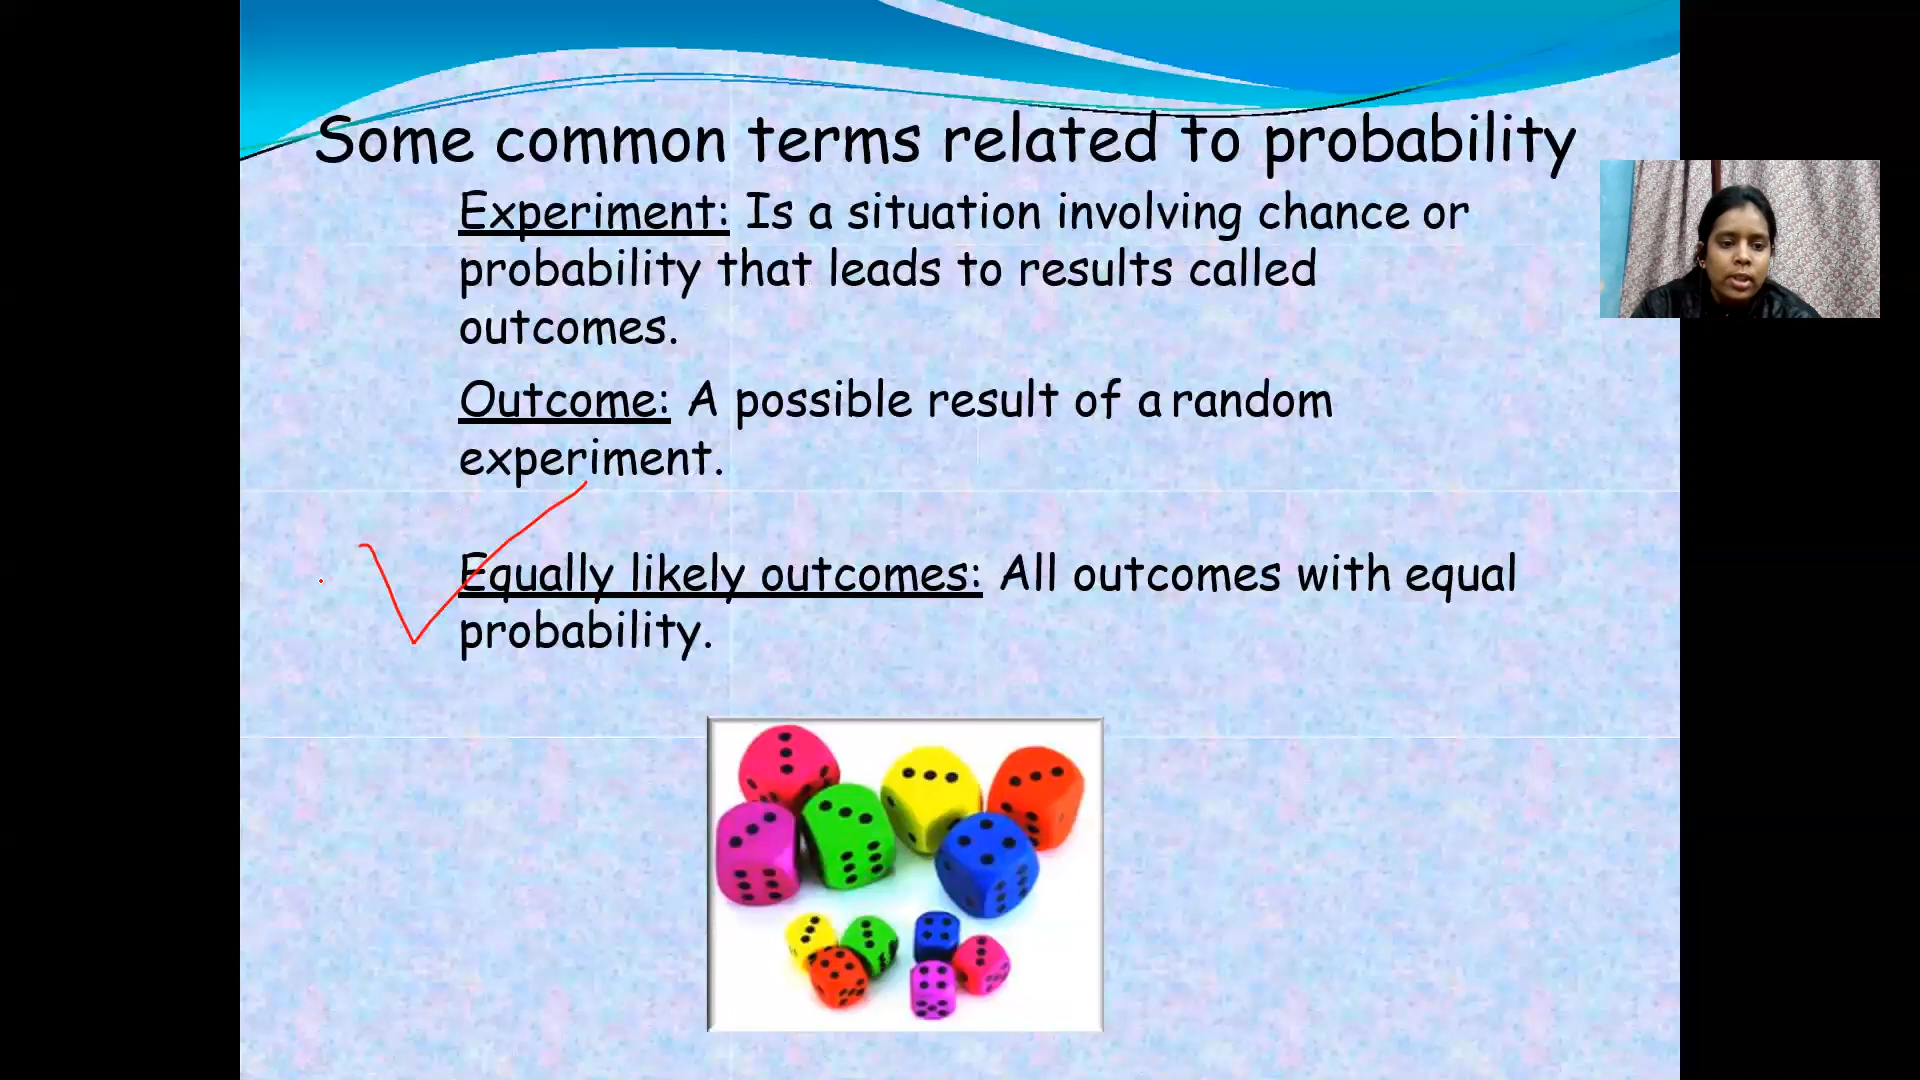 Some common terms related to probability
Experiment: Is a situation involving chance or
probability that leads to results called
outcomes.
Outcome: A possible result of a random
experiment.
Equally likely outcomes: All outcomes with equal
probability.